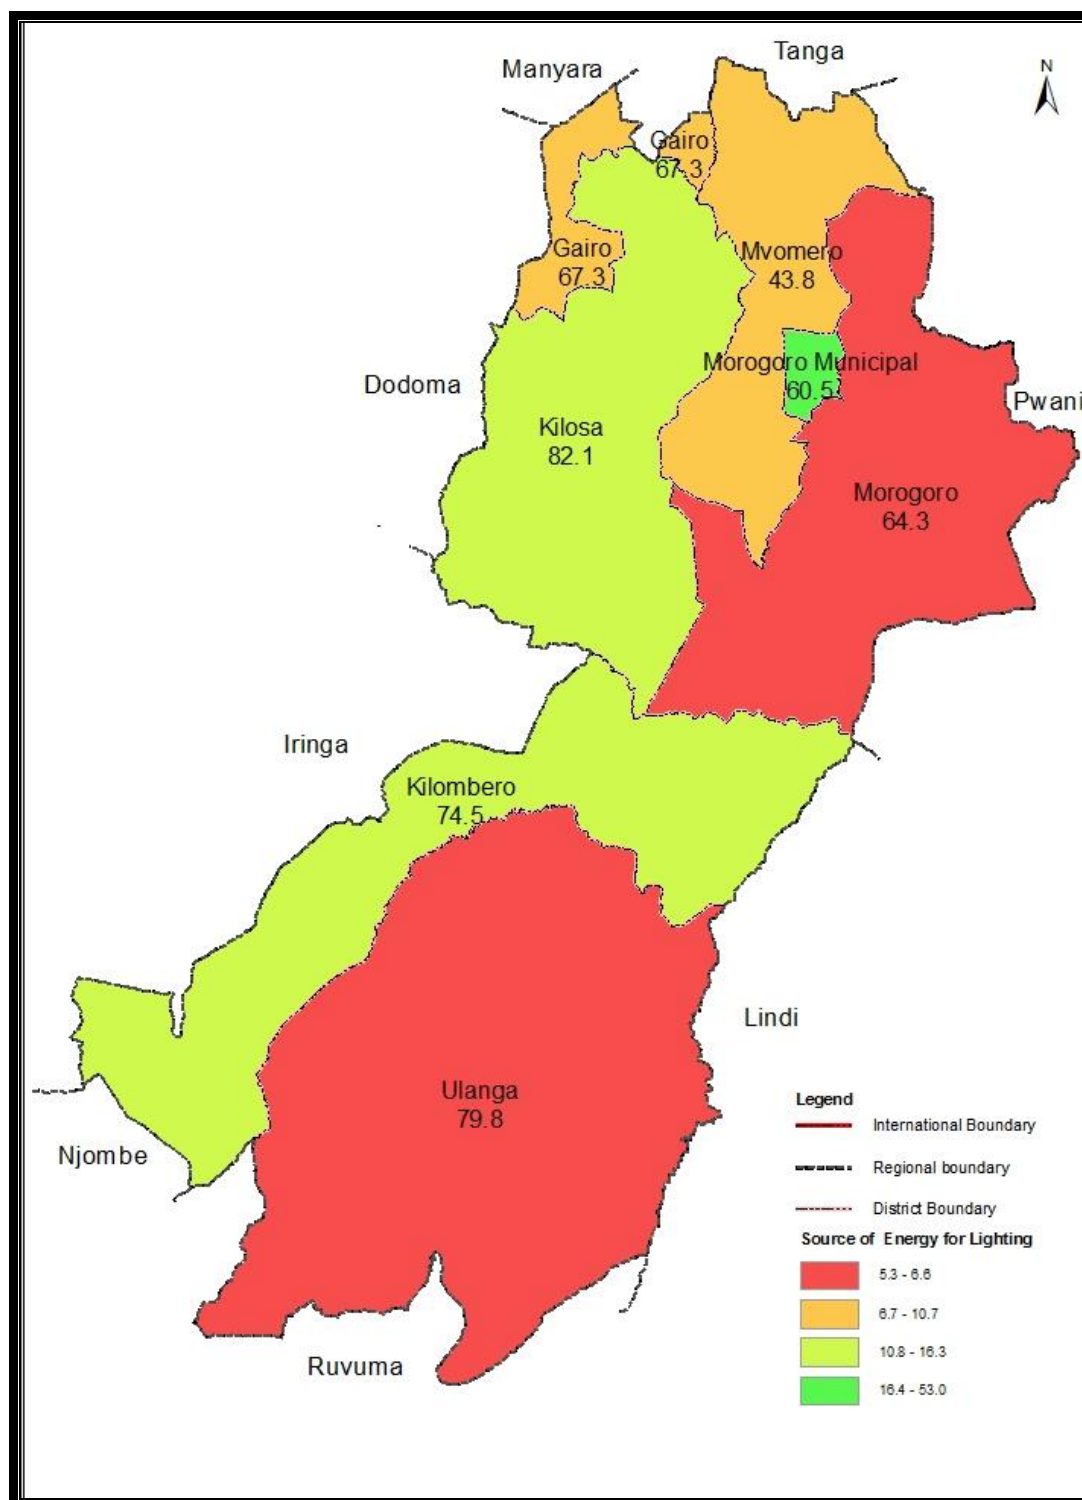 Manyara
Tanga
N
Gairo
67.3
Gairo
67.3
Mvomero
43.8
Morogoro Municipal
60.5
Dodoma
Pwani
Kilosa
82.1
Morogoro
64.3
Iringa
Kilombero
74.5
Lindi
Ulanga
79.8
Njombe
Ruvuma
Legend
International Boundary
Regional boundary
District Boundary
Source of Energy for Lighting
5.3 - 6.6
6.7 - 10.7
10.8 - 16.3
16.4 - 53.0